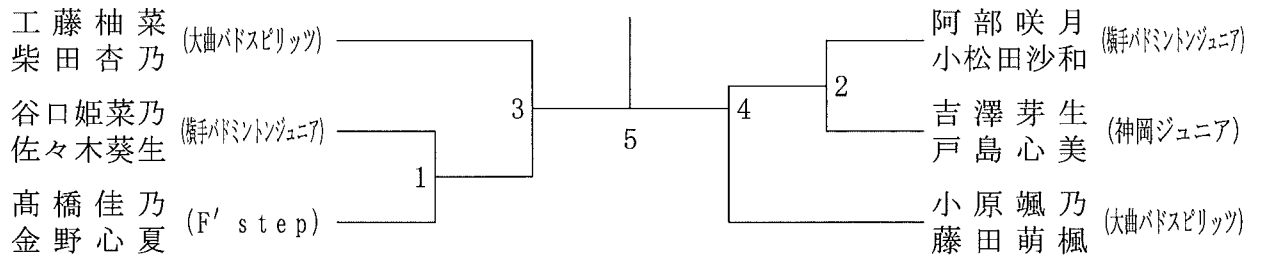 工藤柚菜
柴田杏乃
(大曲バドスピリッツ)
谷口姫菜乃
佐々木葵生
(横手バドミントンジュニア)
髙橋佳乃
金野心夏
(F' step)
1
3
5
4
2
阿部咲月
小松田沙和
(横手バドミントンジュニア)
吉澤芽生
戸島心美
(神岡ジュニア)
小原颯乃
藤田萌楓
(大曲バドスピリッツ)